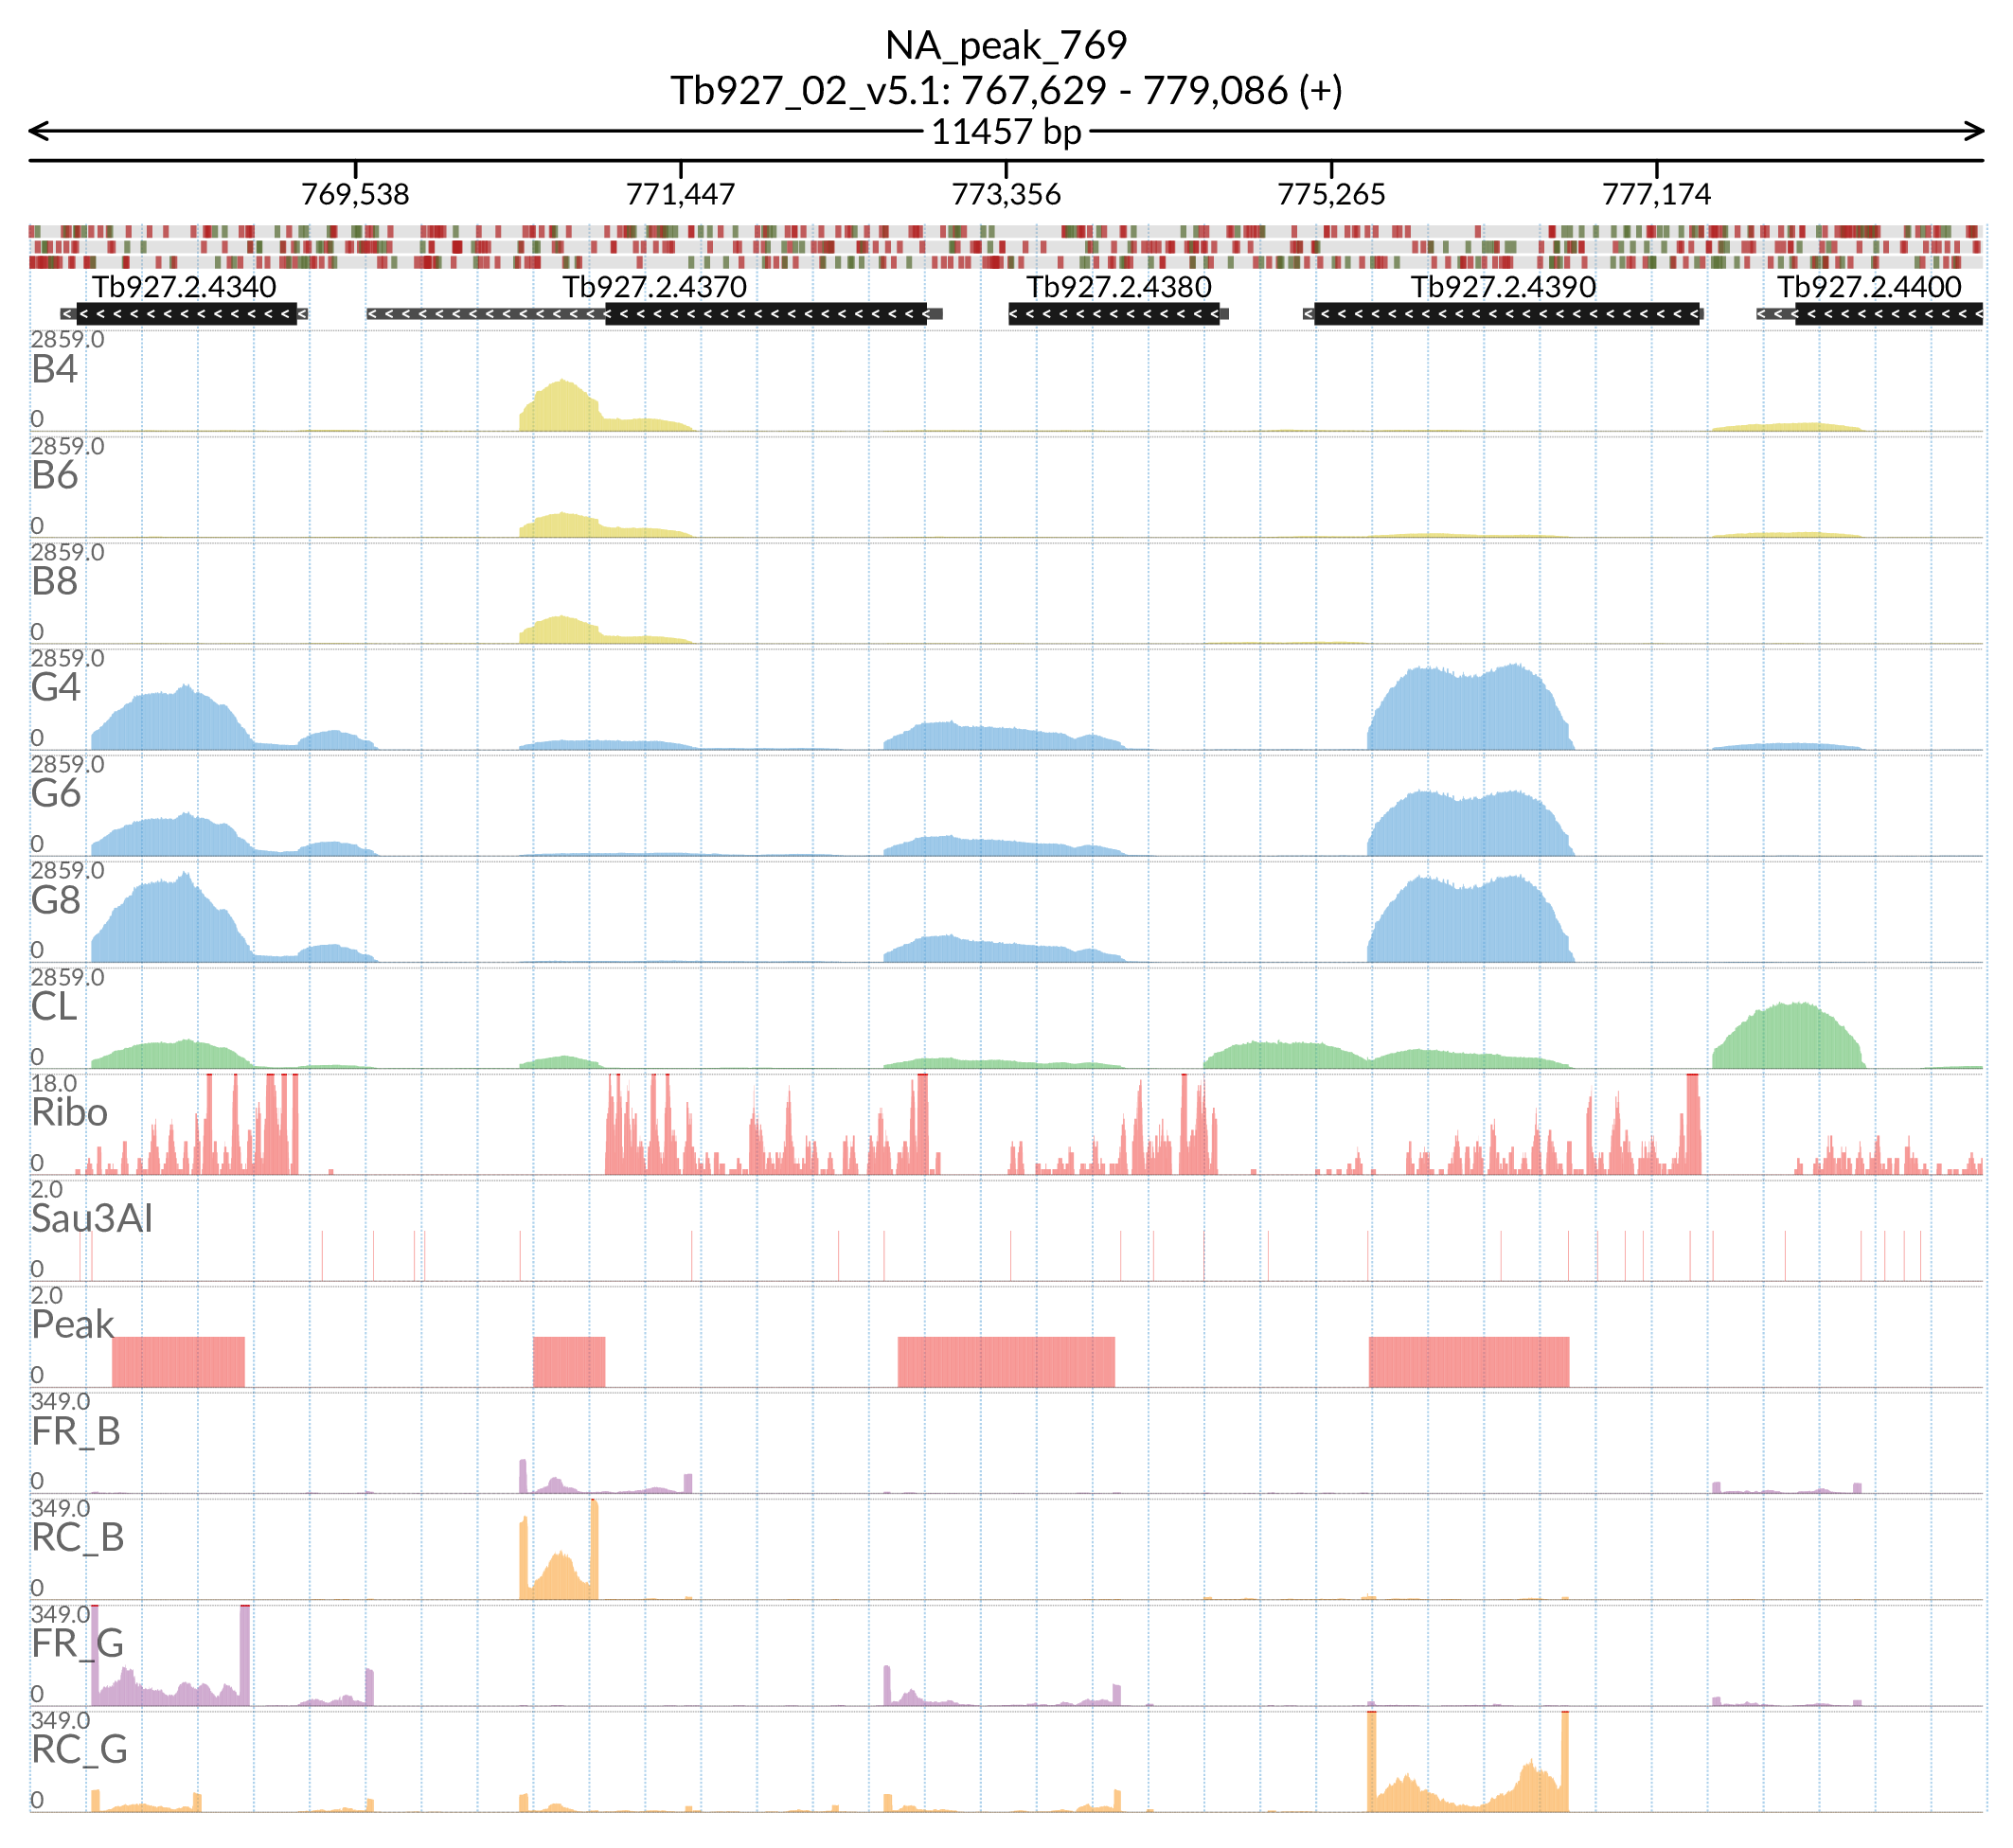 NA_peak_769
Tb927_02_v5.1: 767,629 - 779,086 (+)
11457 bp
769,538 771,447 773,356 775,265 777,174
Tb927.2.4340 Tb927.2.4370 Tb927.2.4380 Tb927.2.4390 Tb927.2.4400
2859.0
B4
0
2859.0
B6
0
2859.0
B8
0
2859.0
G4
0
2859.0
G6
0
2859.0
G8
0
2859.0
CL
0
18.0
Ribo
0
2.0
Sau3AI
0
2.0
Peak
0
349.0
FR_B
0
349.0
RC_B
0
349.0
FR_G
0
349.0
RC_G
0